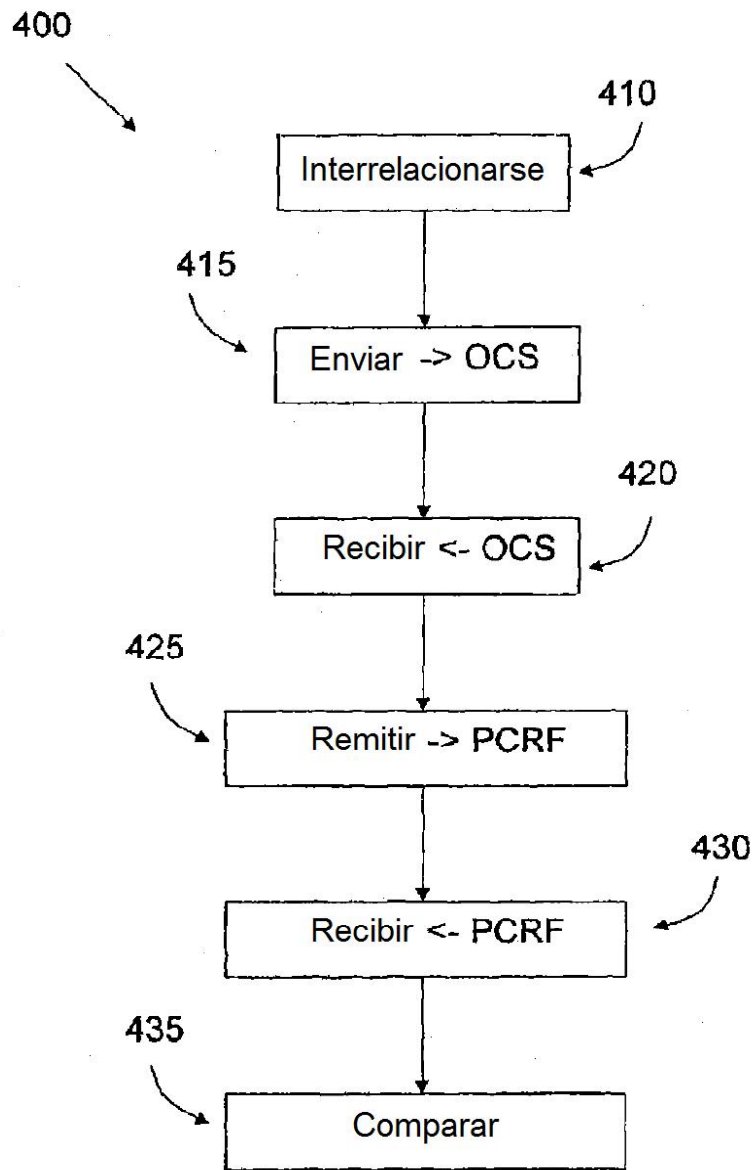 400
410
Interrelacionarse
415
Enviar -> OCS
420
Recibir <- OCS
425
Remitir -> PCRF
430
Recibir <- PCRF
435
Comparar